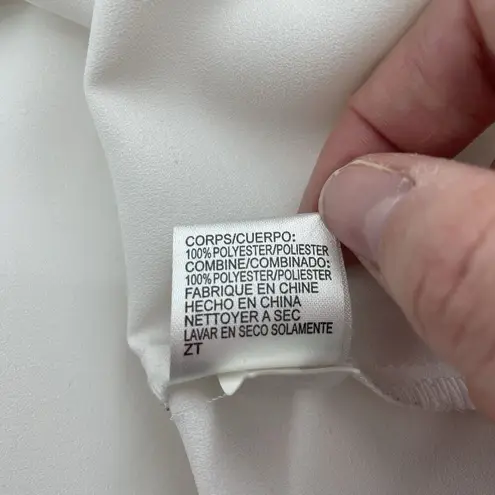 CORPS/CUERPO:
100% POLYESTER/POLIESTER
COMBINE/COMBINADO:
100% POLYESTER/POLIESTER
FABRIQUE EN CHINE
HECHO EN CHINA
NETTOYER A SEC
LAVAR EN SECO SOLAMENTE
ZT